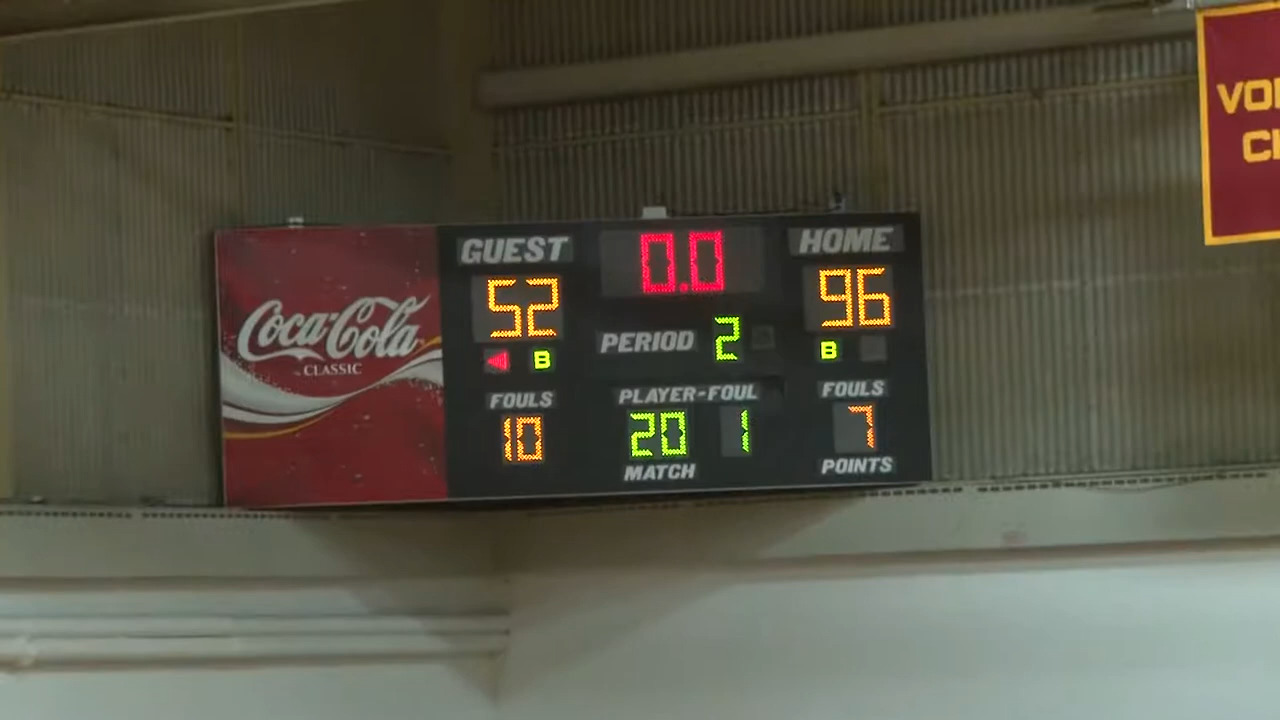 Coca-Cola
CLASSIC
GUEST
0.0
HOME
52
96
PERIOD 2
B
B
FOULS
PLAYER-FOUL
FOULS
10
20 1
7
MATCH
POINTS